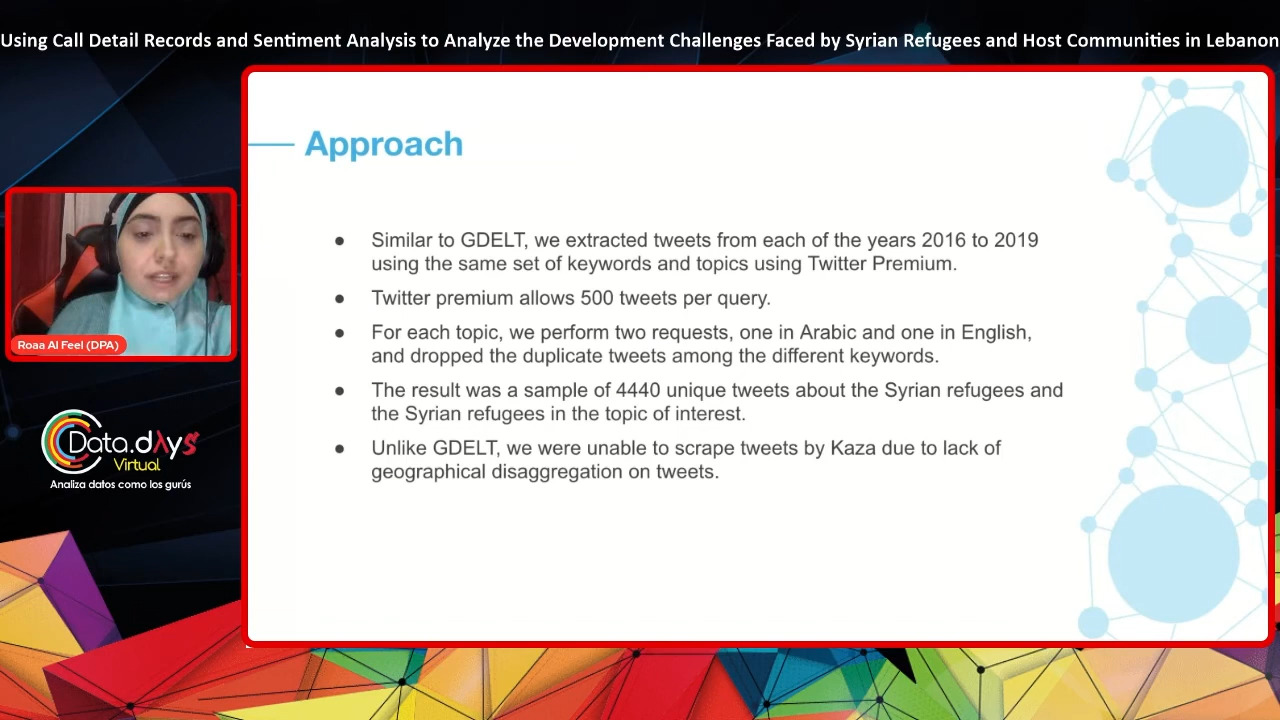 Using Call Detail Records and Sentiment Analysis to Analyze the Development Challenges Faced by Syrian Refugees and Host Communities in Lebanon
Approach
● Similar to GDELT, we extracted tweets from each of the years 2016 to 2019
using the same set of keywords and topics using Twitter Premium.
● Twitter premium allows 500 tweets per query.
● For each topic, we perform two requests, one in Arabic and one in English,
and dropped the duplicate tweets among the different keywords.
● The result was a sample of 4440 unique tweets about the Syrian refugees and
the Syrian refugees in the topic of interest.
● Unlike GDELT, we were unable to scrape tweets by Kaza due to lack of
geographical disaggregation on tweets.
Roaa Al Feel (DPA)
Data.dAys
Virtual
Analiza datos como los gurús